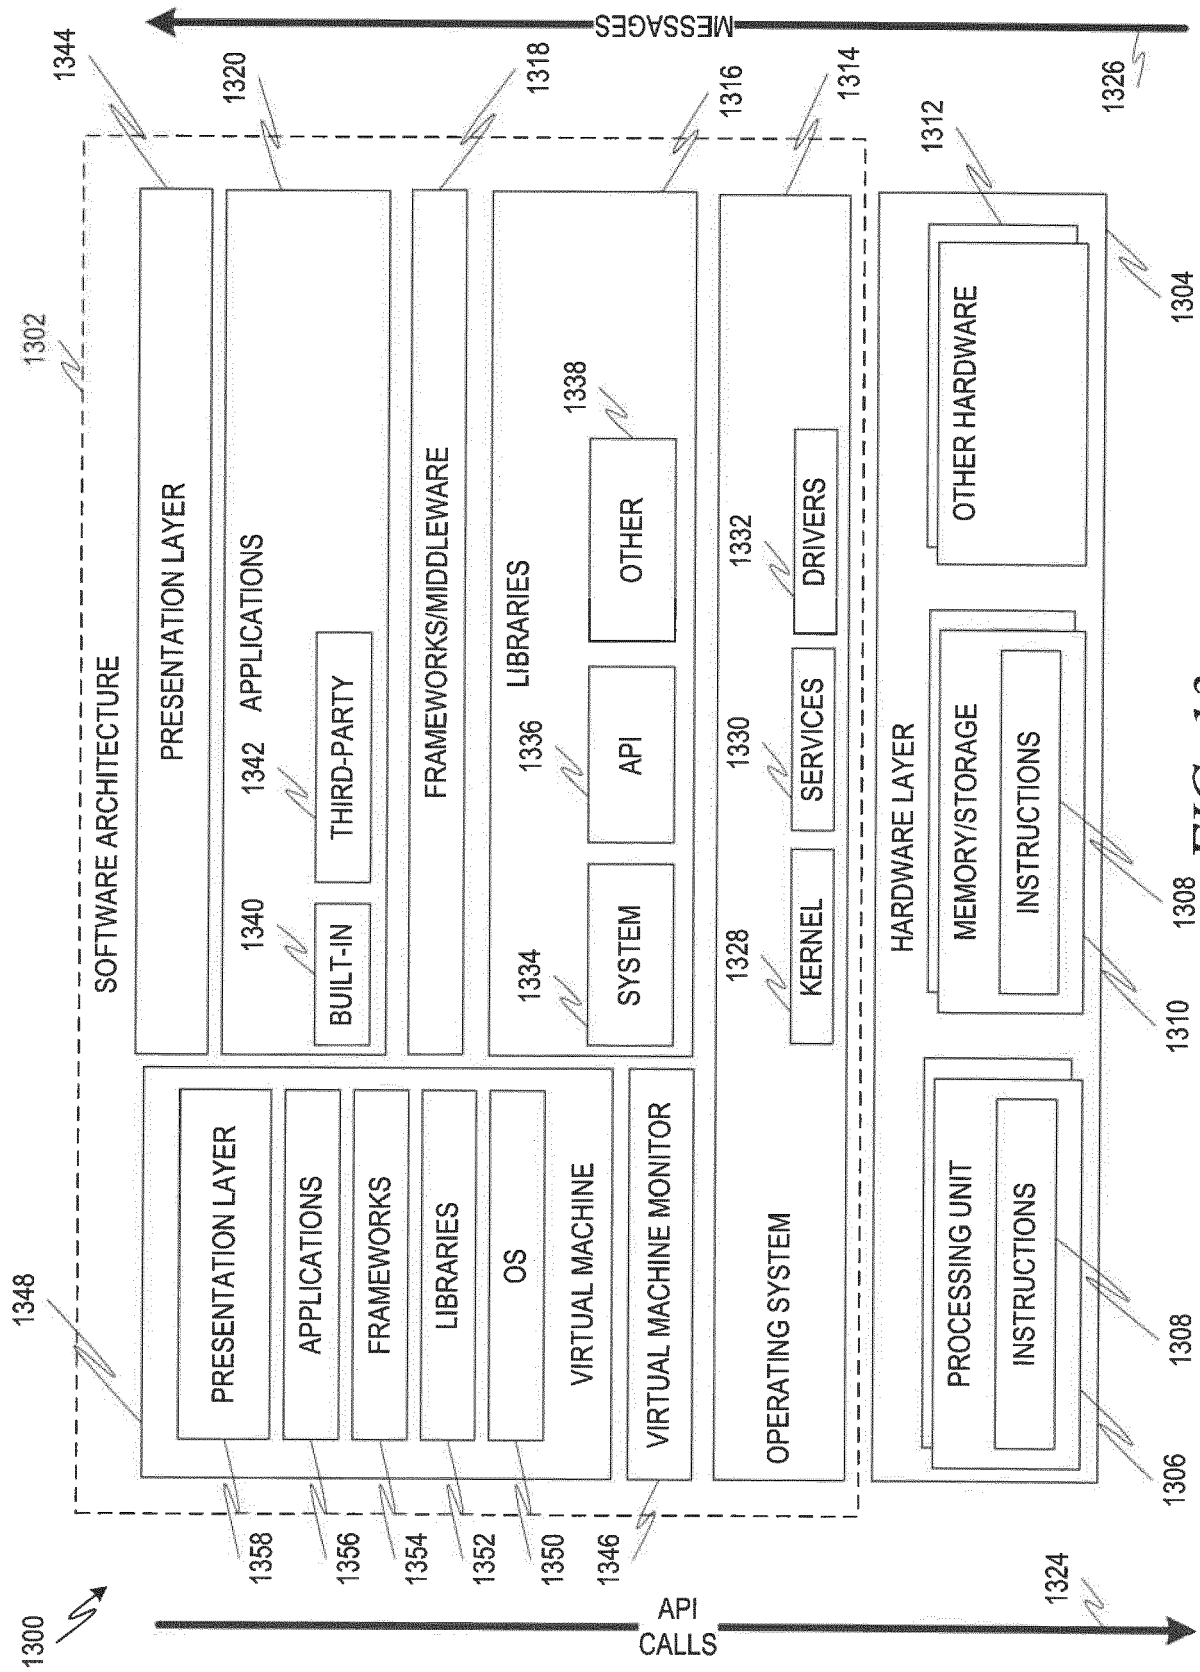 1300
1348
1302
1344
SOFTWARE ARCHITECTURE
PRESENTATION LAYER
1320
PRESENTATION LAYER
1358
APPLICATIONS
1340
1342
BUILT-IN
THIRD-PARTY
APPLICATIONS
1356
FRAMEWORKS
1354
FRAMEWORKS/MIDDLEWARE
1318
LIBRARIES
1352
OS
1350
LIBRARIES
1334
1336
1338
VIRTUAL MACHINE
SYSTEM
API
OTHER
1346
VIRTUAL MACHINE MONITOR
1316
API
CALLS
MESSAGES
1328
1330
1332
1314
OPERATING SYSTEM
KERNEL
SERVICES
DRIVERS
HARDWARE LAYER
1312
PROCESSING UNIT
MEMORY/STORAGE
OTHER HARDWARE
INSTRUCTIONS
INSTRUCTIONS
1324
1326
1306
1308
1310
1308
1304